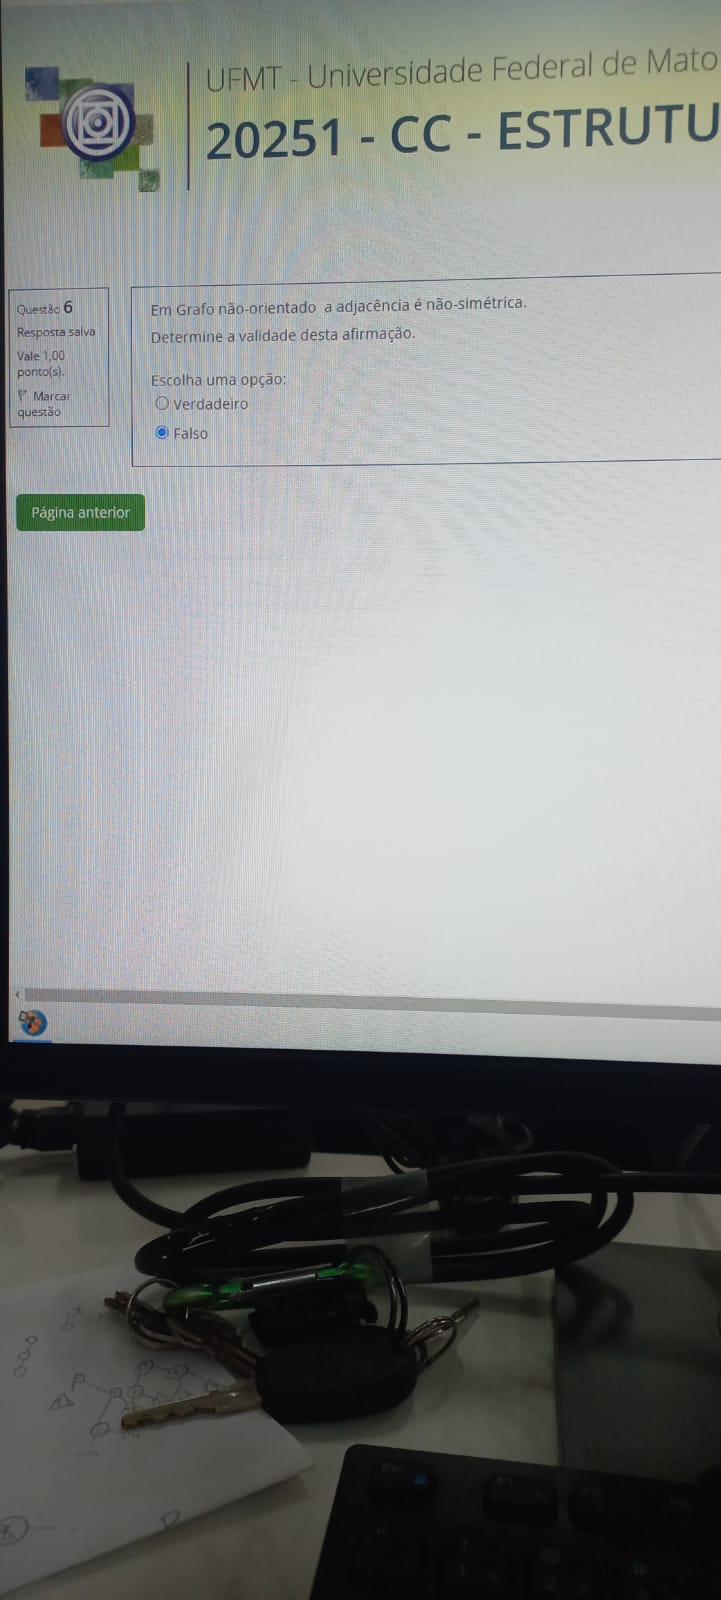 UFMT - Universidade Federal de Mato
20251 - CC - ESTRUTU
Questão 6
Resposta salva
Vale 1,00
ponto(s).
Marcar
questão
Em Grafo não-orientado a adjacência é não-simétrica.
Determine a validade desta afirmação.
Escolha uma opção:
Verdadeiro
Falso
Página anterior